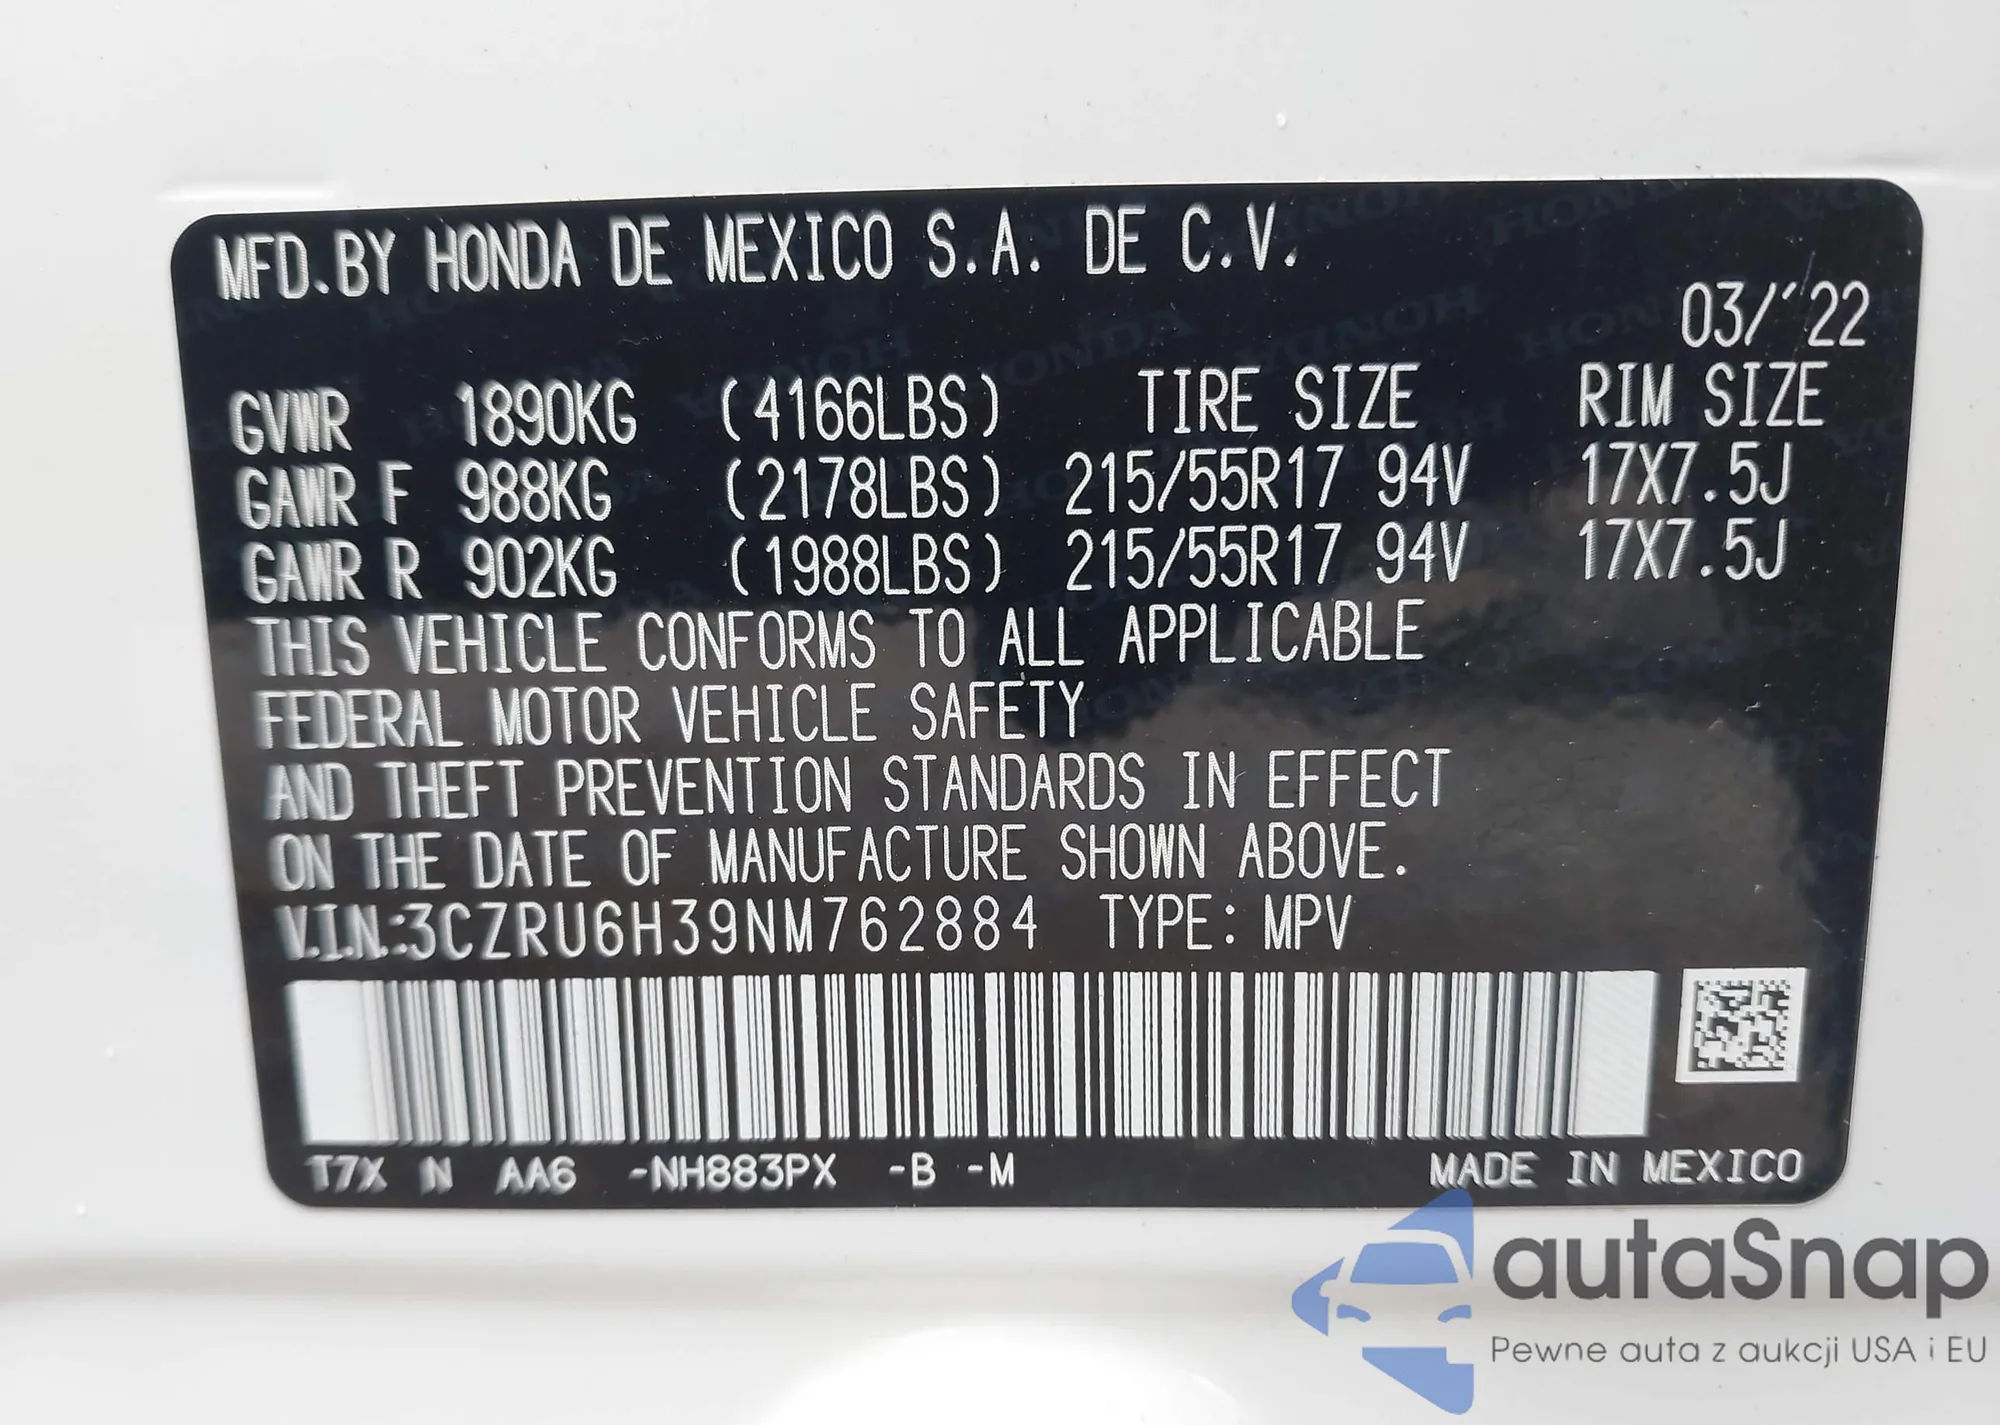 MFD.BY HONDA DE MEXICO S.A. DE C.V.
03/'22
GVWR 1890KG (4166LBS) TIRE SIZE RIM SIZE
GAWR F 988KG (2178LBS) 215/55R17 94V 17X7.5J
GAWR R 902KG (1988LBS) 215/55R17 94V 17X7.5J
THIS VEHICLE CONFORMS TO ALL APPLICABLE
FEDERAL MOTOR VEHICLE SAFETY
AND THEFT PREVENTION STANDARDS IN EFFECT
ON THE DATE OF MANUFACTURE SHOWN ABOVE.
V.I.N.:3CZRU6H39NM762884 TYPE: MPV
T7X N AA6 -NH883PX -B -M MADE IN MEXICO
autaSnap
Pewne auta z aukcji USA i EU